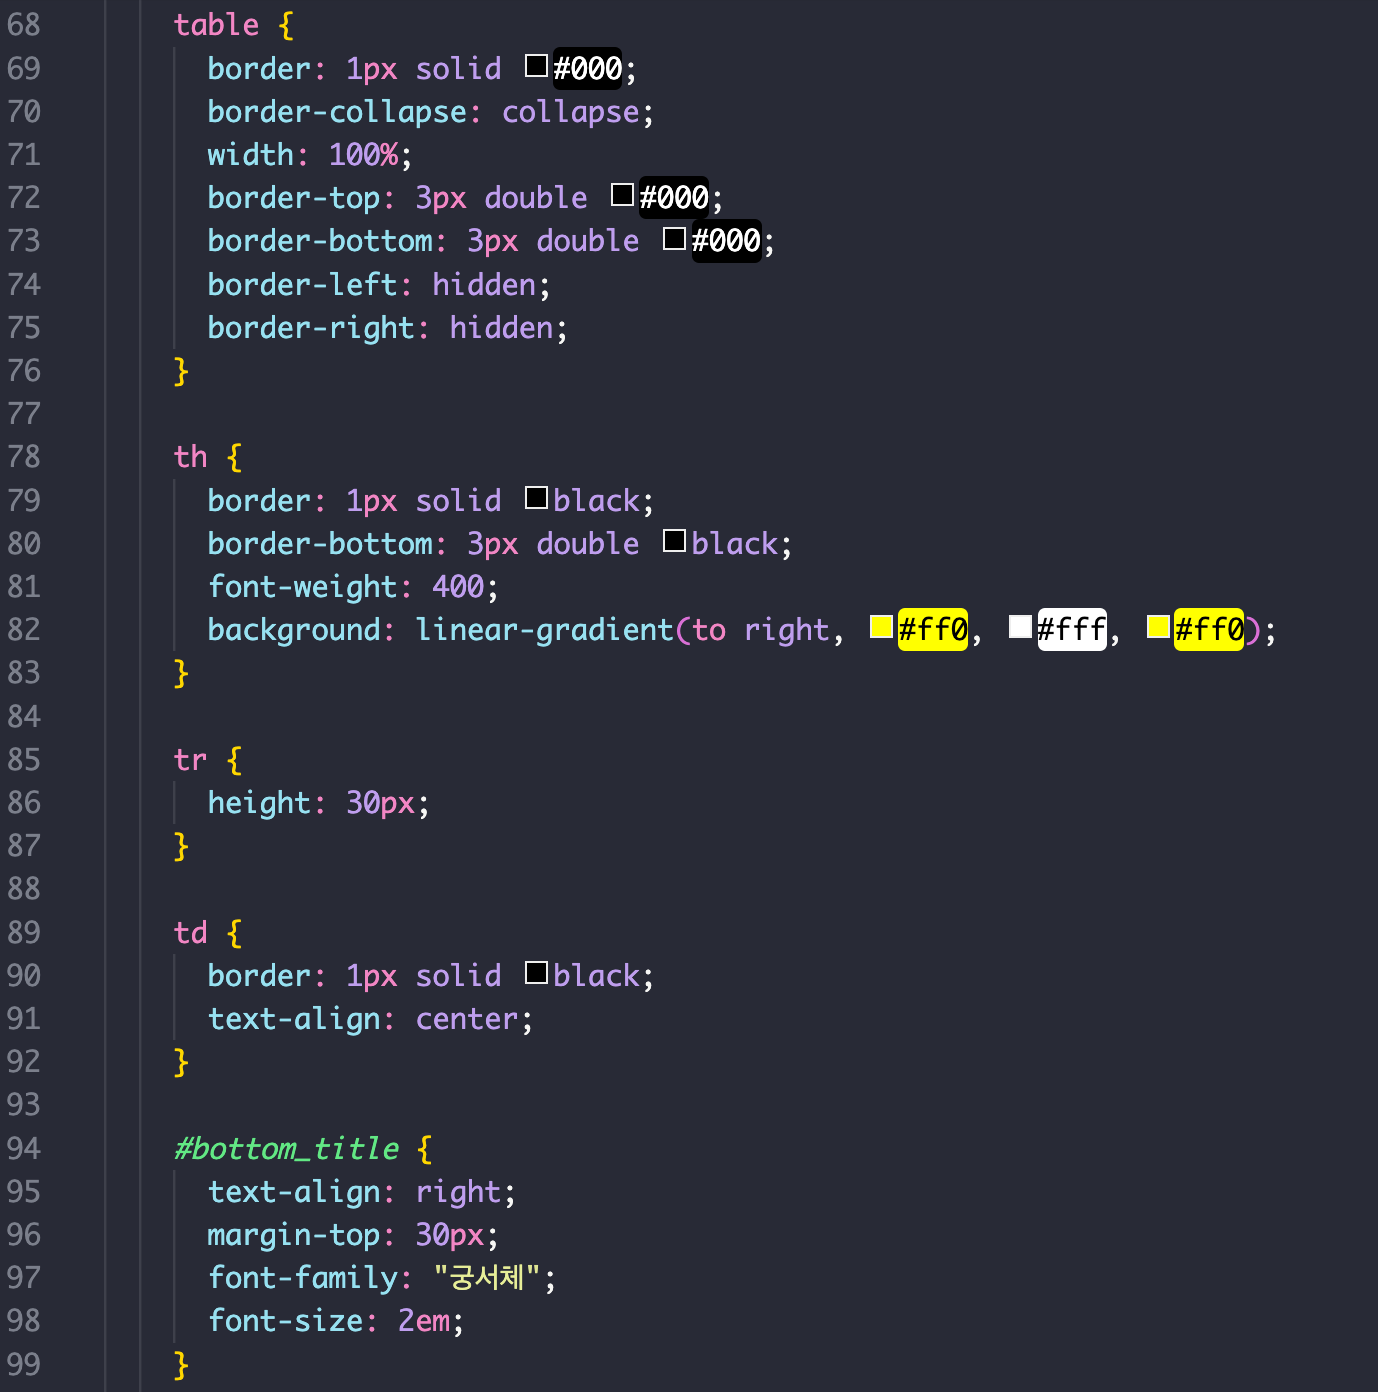 68 table {
69 border: 1px solid #000;
70 border-collapse: collapse;
71 width: 100%;
72 border-top: 3px double #000;
73 border-bottom: 3px double #000;
74 border-left: hidden;
75 border-right: hidden;
76 }
77
78 th {
79 border: 1px solid black;
80 border-bottom: 3px double black;
81 font-weight: 400;
82 background: linear-gradient(to right, #ff0, #fff, #ff0);
83 }
84
85 tr {
86 height: 30px;
87 }
88
89 td {
90 border: 1px solid black;
91 text-align: center;
92 }
93
94 #bottom_title {
95 text-align: right;
96 margin-top: 30px;
97 font-family: "궁서체";
98 font-size: 2em;
99 }